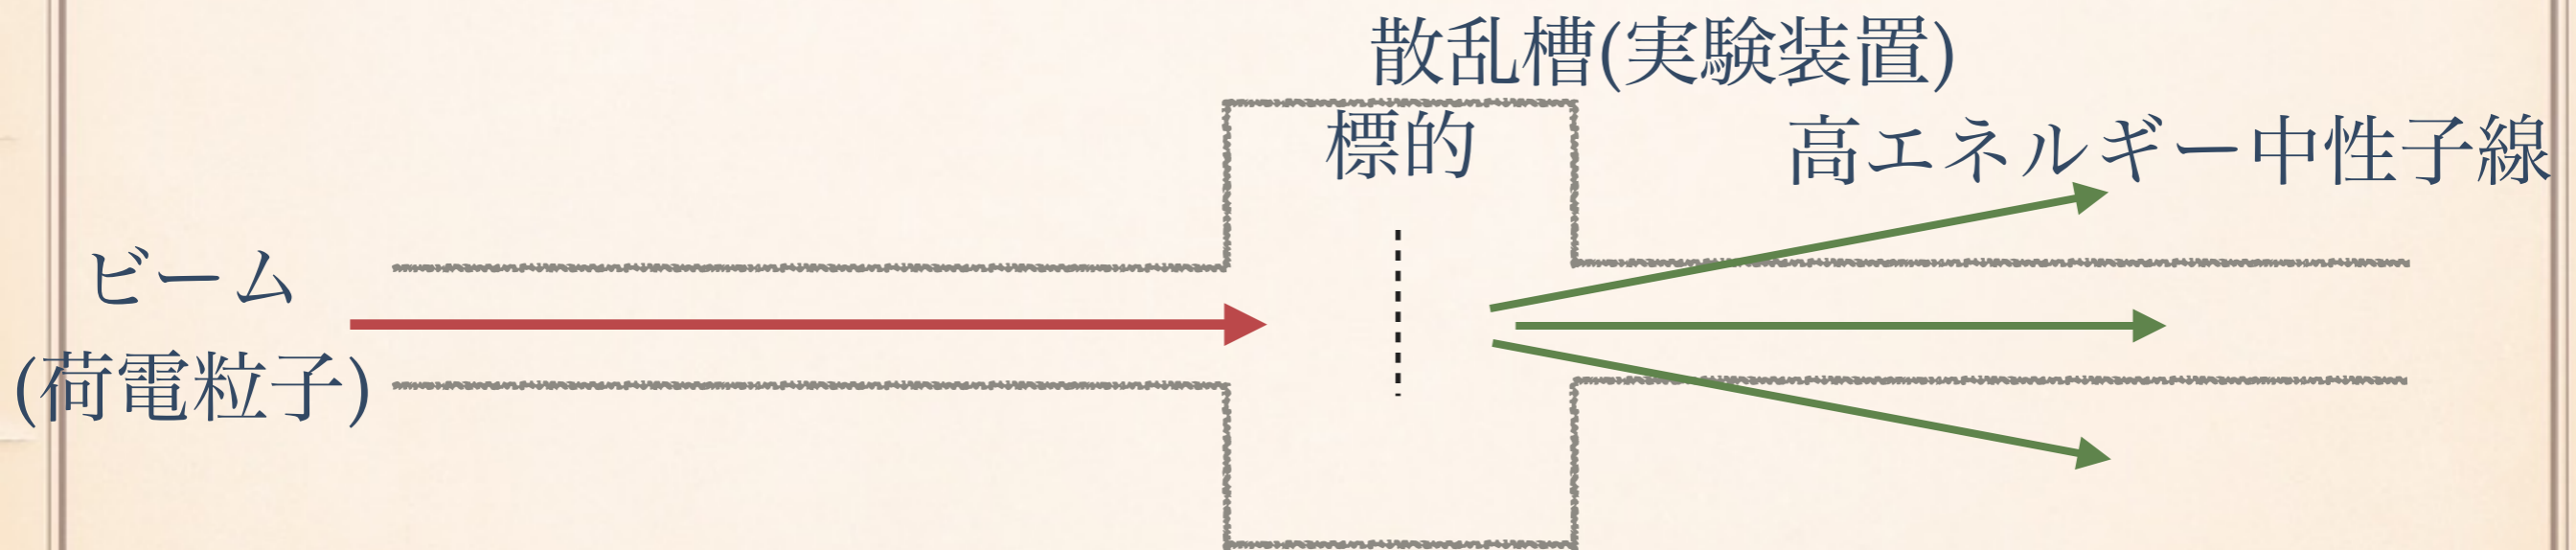 散乱槽(実験装置)
標的
高エネルギー中性子線
ビーム
(荷電粒子)